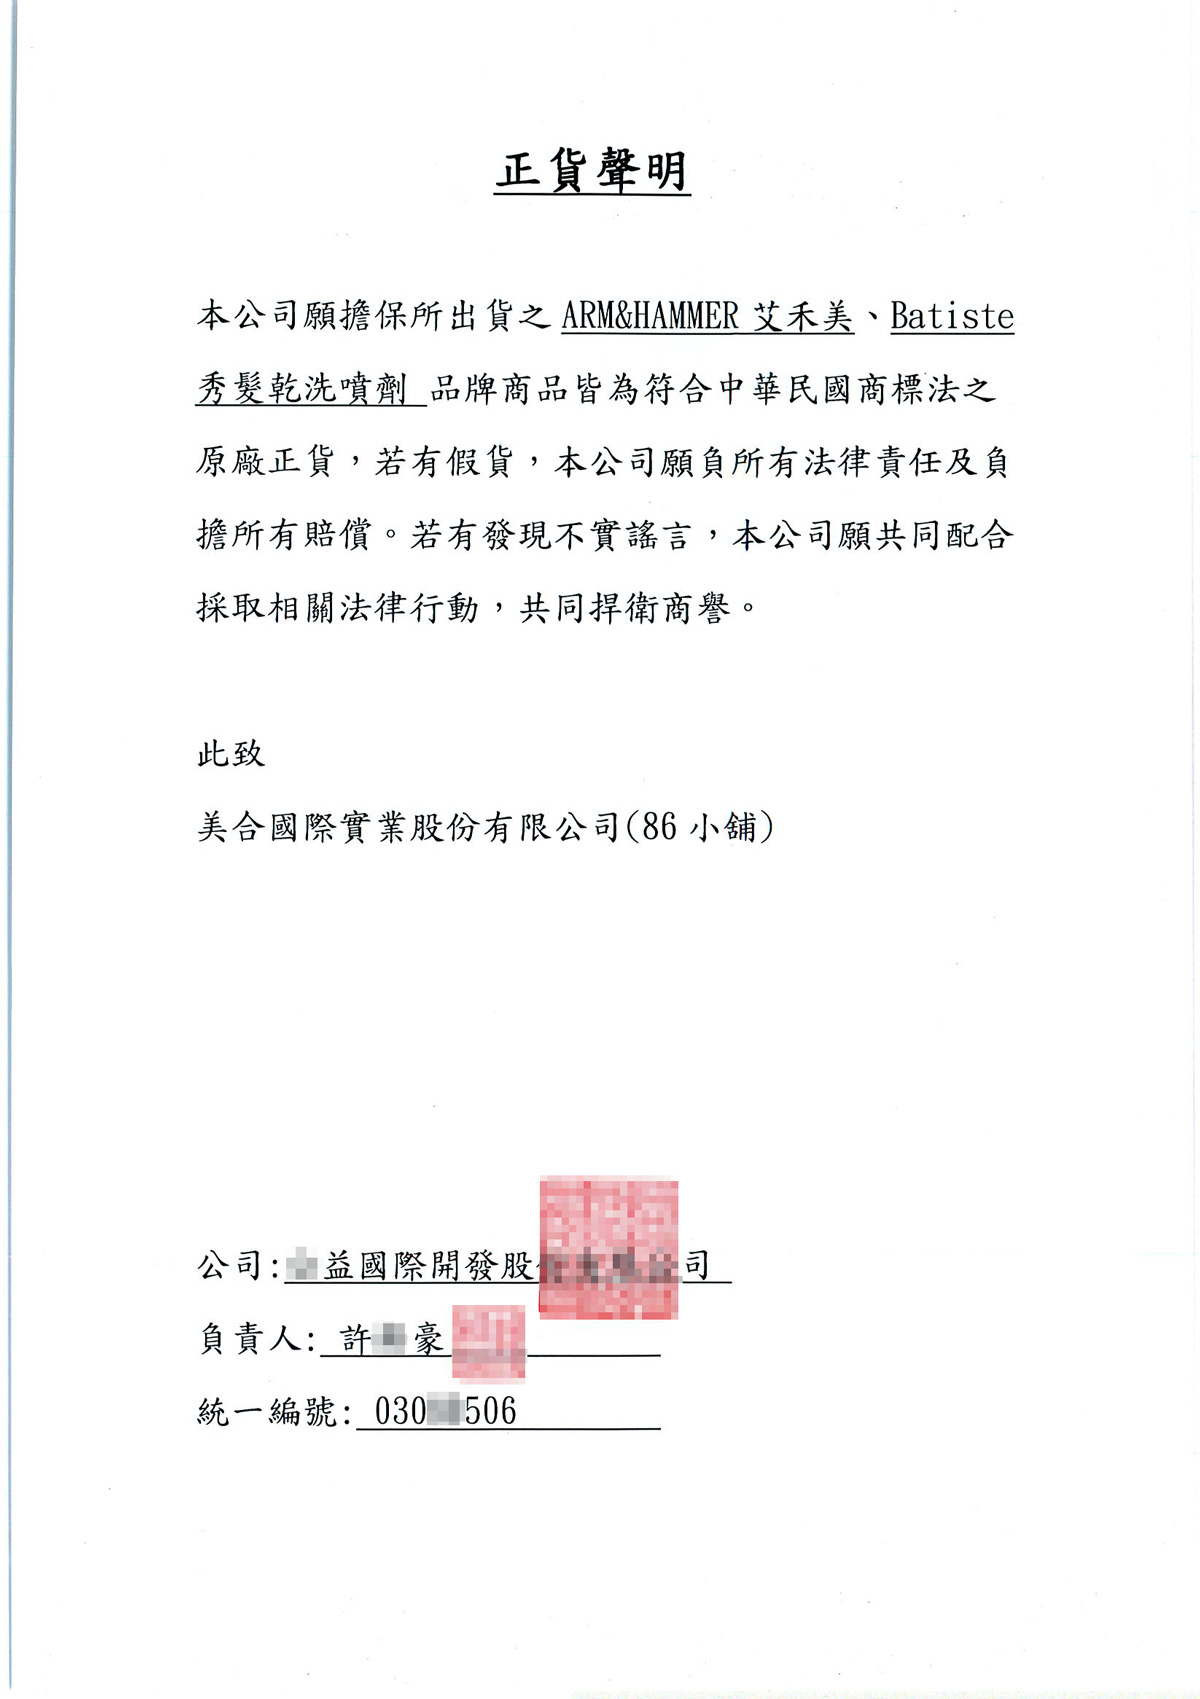 正貨聲明
本公司願擔保所出貨之 ARM&HAMMER 艾禾美、Batiste
秀髮乾洗噴劑 品牌商品皆為符合中華民國商標法之
原廠正貨,若有假貨,本公司願負所有法律責任及負
擔所有賠償。若有發現不實謠言,本公司願共同配合
採取相關法律行動,共同捍衛商譽。
此致
美合國際實業股份有限公司(86 小舖)
公司: 益國際開發股 司
負責人: 許 豪
統一編號: 030 506